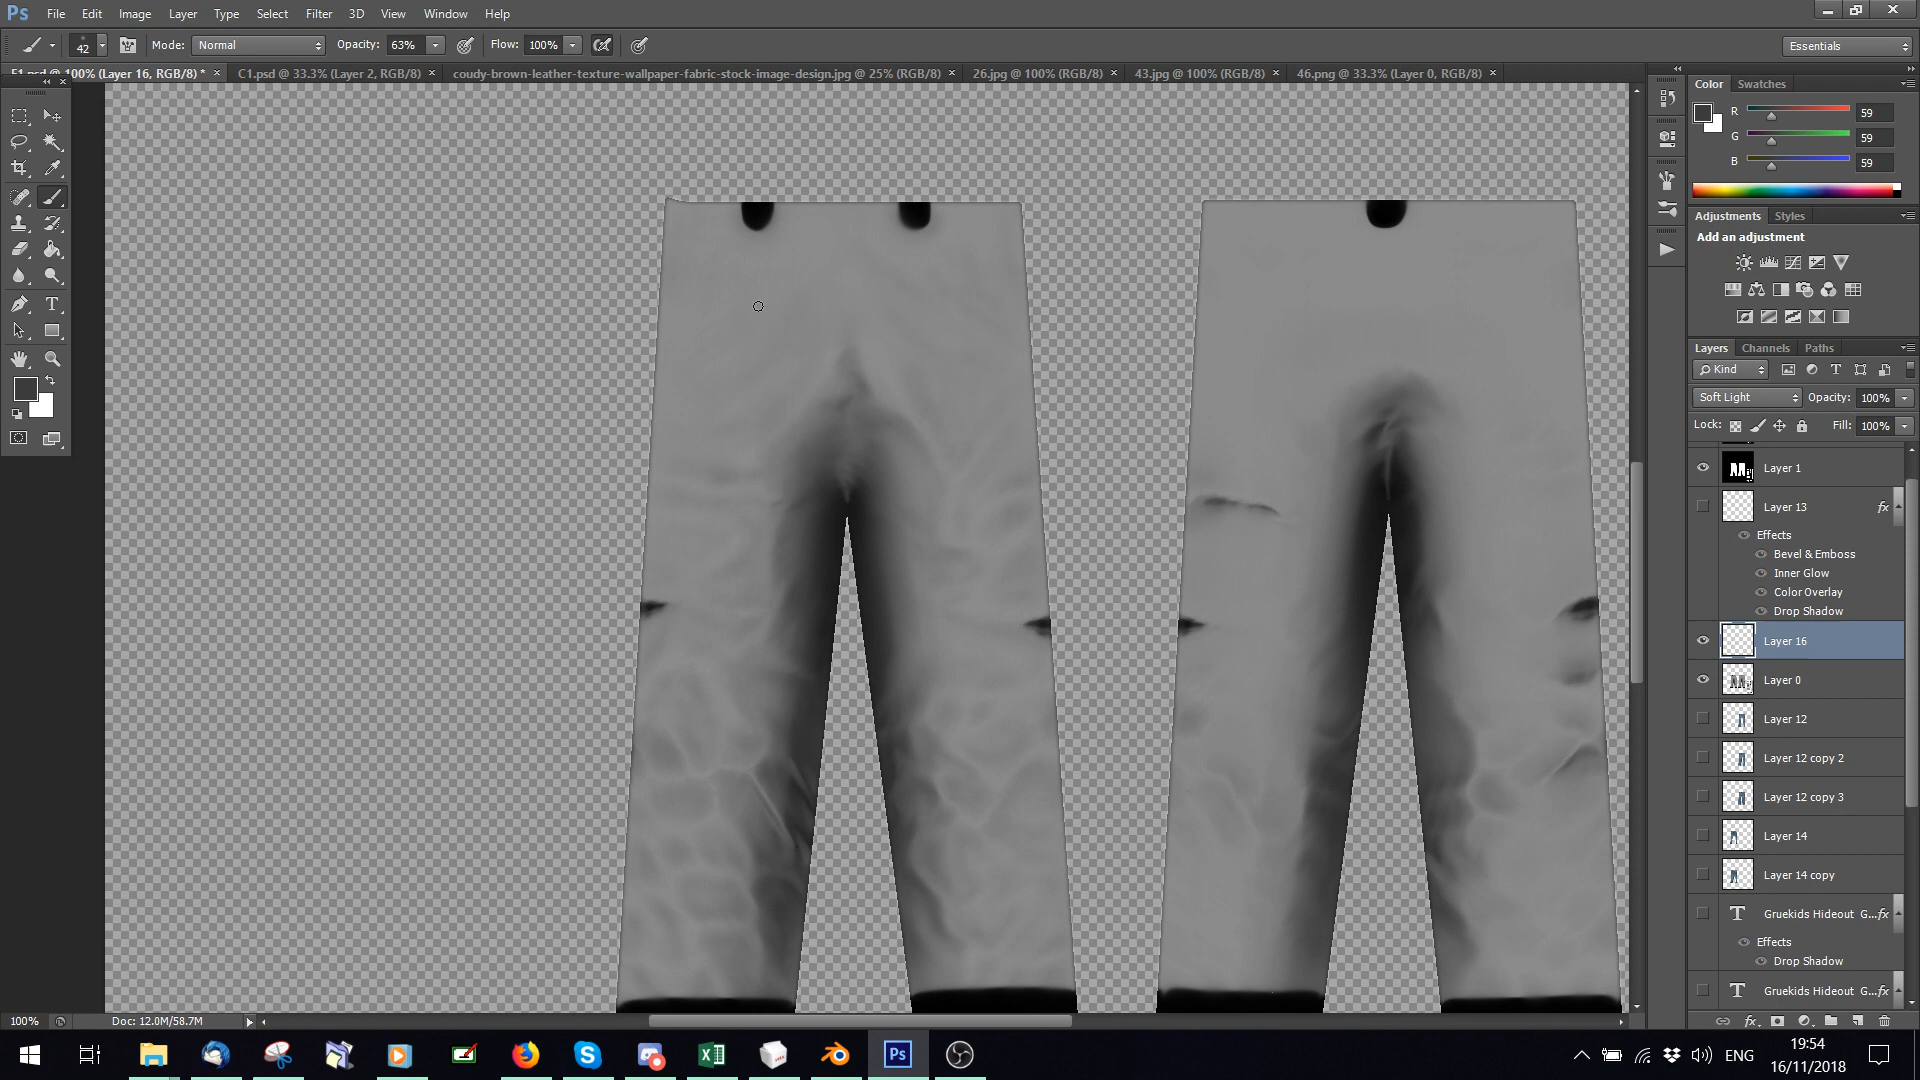 Ps File Edit Image Layer Type Select Filter 3D View Window Help
42 Mode: Normal Opacity: 63% Flow: 100% Essentials
@ 100% (Layer 16, RGB/8) * × C1.psd @ 33.3% (Layer 2, RGB/8) × coudy-brown-leather-texture-wallpaper-fabric-stock-image-design.jpg @ 25% (RGB/8) × 26.jpg @ 100% (RGB/8) × 43.jpg @ 100% (RGB/8) × 46.png @ 33.3% (Layer 0, RGB/8) ×
Color Swatches
R 59
G 59
B 59
Adjustments Styles
Add an adjustment
Layers Channels Paths
Kind T
Soft Light Opacity: 100%
Lock: Fill: 100%
Layer 1
Layer 13 fx
Effects
Bevel & Emboss
Inner Glow
Color Overlay
Drop Shadow
Layer 16
Layer 0
Layer 12
Layer 12 copy 2
Layer 12 copy 3
Layer 14
Layer 14 copy
T Gruekids Hideout G... fx
Effects
Drop Shadow
T Gruekids Hideout G... fx
100% Doc: 12.0M/58.7M
fx
Ps ENG 19:54
16/11/2018